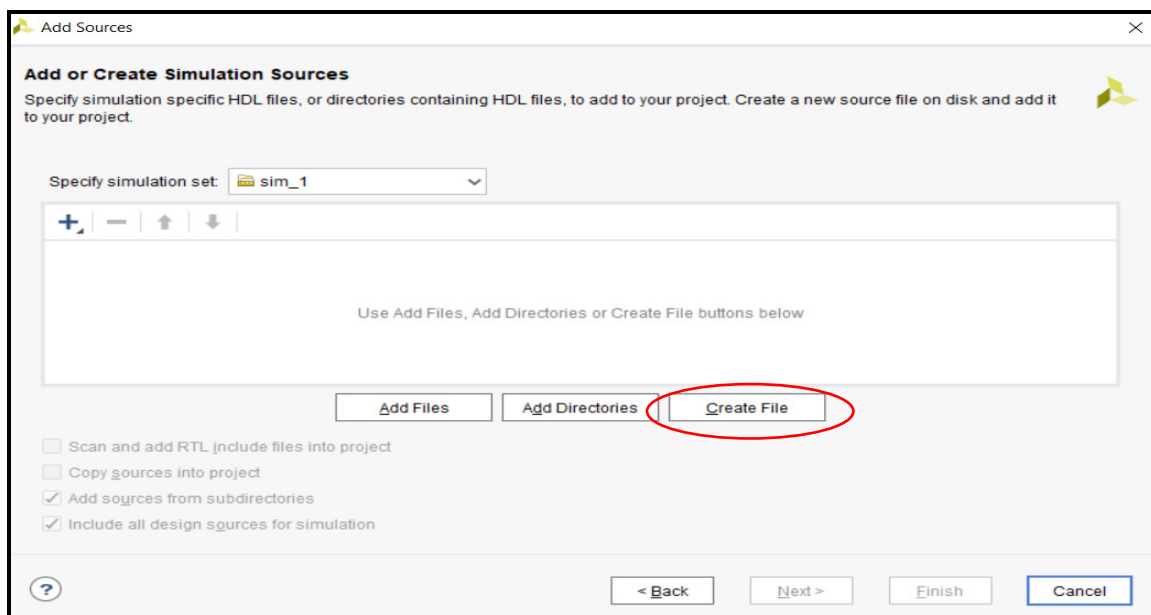 Add Sources
Add or Create Simulation Sources
Specify simulation specific HDL files, or directories containing HDL files, to add to your project. Create a new source file on disk and add it
to your project.
Specify simulation set: sim_1
Use Add Files, Add Directories or Create File buttons below
Add Files Add Directories Create File
Scan and add RTL include files into project
Copy sources into project
Add sources from subdirectories
Include all design sources for simulation
? < Back Next > Finish Cancel